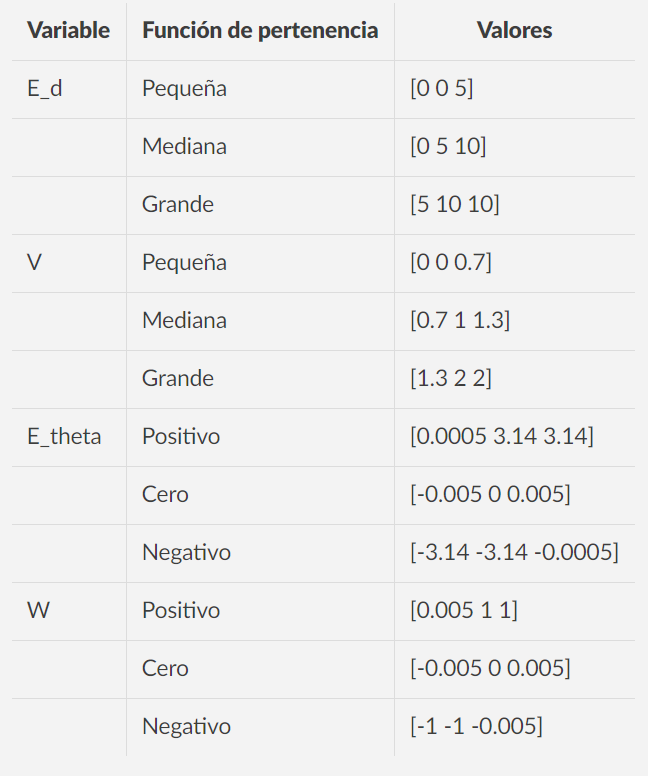 Variable Función de pertenencia Valores
E_d Pequeña [0 0 5]
Mediana [0 5 10]
Grande [5 10 10]
V Pequeña [0 0 0.7]
Mediana [0.7 1 1.3]
Grande [1.3 2 2]
E_theta Positivo [0.0005 3.14 3.14]
Cero [-0.005 0 0.005]
Negativo [-3.14 -3.14 -0.0005]
W Positivo [0.005 1 1]
Cero [-0.005 0 0.005]
Negativo [-1 -1 -0.005]